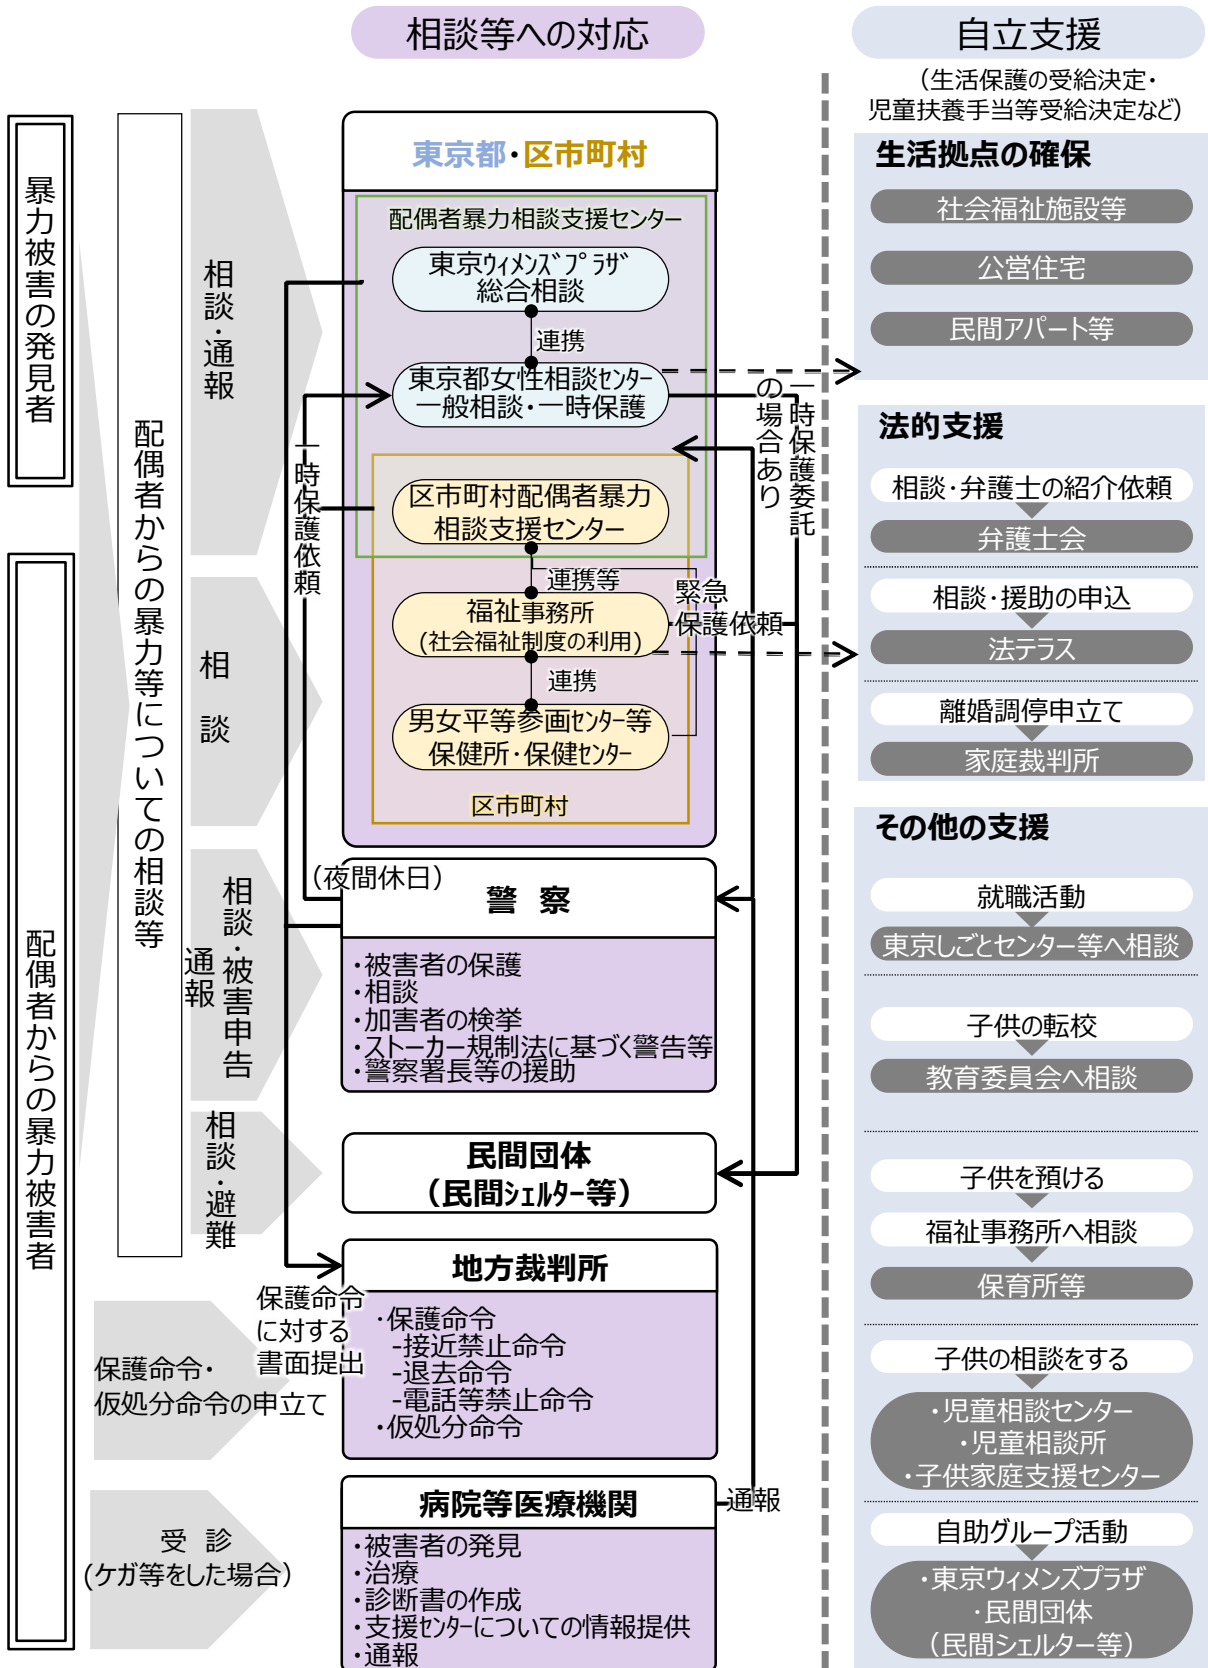 相談等への対応
自立支援
（生活保護の受給決定・
児童扶養手当等受給決定など）
暴力被害の発見者
配偶者からの暴力被害者
配偶者からの暴力等についての相談等
相談・通報
相　談
相談・被害申告
通報
相談・避難
保護命令・
仮処分命令の申立て
受　診
（ケガ等をした場合）
東京都・区市町村
配偶者暴力相談支援センター
東京ｳｨﾒﾝｽﾞﾌﾟﾗｻﾞ
総合相談
連携
東京都女性相談ｾﾝﾀｰ
一般相談・一時保護
一時保護依頼
区市町村配偶者暴力
相談支援センター
連携等
福祉事務所
(社会福祉制度の利用)
緊急
保護依頼
連携
男女平等参画ｾﾝﾀｰ等
保健所・保健ｾﾝﾀｰ
区市町村
一時保護委託
の場合あり
（夜間休日）
警　察
・被害者の保護
・相談
・加害者の検挙
・ストーカー規制法に基づく警告等
・警察署長等の援助
民間団体
（民間ｼｪﾙﾀｰ等）
地方裁判所
保護命令
に対する
書面提出
・保護命令
-接近禁止命令
-退去命令
-電話等禁止命令
・仮処分命令
病院等医療機関
通報
・被害者の発見
・治療
・診断書の作成
・支援ｾﾝﾀｰについての情報提供
・通報
生活拠点の確保
社会福祉施設等
公営住宅
民間アパート等
法的支援
相談・弁護士の紹介依頼
弁護士会
相談・援助の申込
法テラス
離婚調停申立て
家庭裁判所
その他の支援
就職活動
東京しごとセンター等へ相談
子供の転校
教育委員会へ相談
子供を預ける
福祉事務所へ相談
保育所等
子供の相談をする
・児童相談センター
・児童相談所
・子供家庭支援センター
自助グループ活動
・東京ウィメンズプラザ
・民間団体
（民間シェルター等）